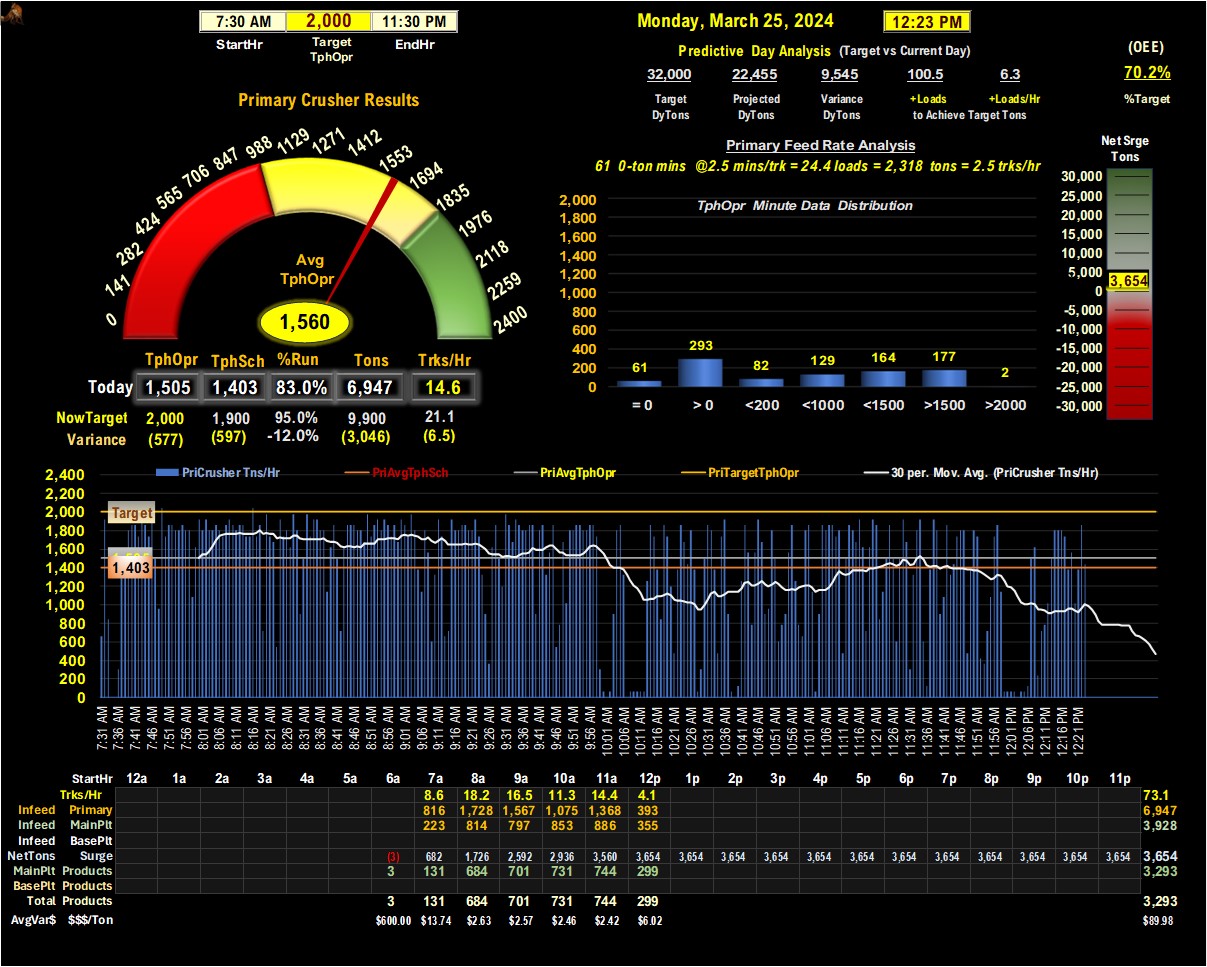 7:30 AM 2,000 11:30 PM
StartHr Target TphOpr EndHr
Monday, March 25, 2024 12:23 PM
Predictive Day Analysis (Target vs Current Day)
32,000 22,455 9,545 100.5 6.3
Target DyTons Projected DyTons Variance DyTons +Loads +Loads/Hr
to Achieve Target Tons
(OEE)
70.2%
%Target
Primary Crusher Results
0 141 282 424 565 706 847 988 1129 1271 1412 1553 1694 1835 1976 2118 2259 2400
Avg
TphOpr
1,560
TphOpr TphSch %Run Tons Trks/Hr
Today 1,505 1,403 83.0% 6,947 14.6
NowTarget 2,000 1,900 95.0% 9,900 21.1
Variance (577) (597) -12.0% (3,046) (6.5)
Primary Feed Rate Analysis
61 0-ton mins @2.5 mins/trk = 24.4 loads = 2,318 tons = 2.5 trks/hr
TphOpr Minute Data Distribution
2,000
1,800
1,600
1,400
1,200
1,000
800
600
400
200
0
61 293 82 129 164 177 2
= 0 > 0 <200 <1000 <1500 >1500 >2000
Net Srge
Tons
30,000
25,000
20,000
15,000
10,000
5,000
3,654
0
-5,000
-10,000
-15,000
-20,000
-25,000
-30,000
PriCrusher Tns/Hr PriAvgTphSch PriAvgTphOpr PriTargetTphOpr 30 per. Mov. Avg. (PriCrusher Tns/Hr)
2,400
2,200
2,000
1,800
1,600
1,400
1,200
1,000
800
600
400
200
0
Target
1,403
7:31 AM 7:36 AM 7:41 AM 7:46 AM 7:51 AM 7:56 AM 8:01 AM 8:06 AM 8:11 AM 8:16 AM 8:21 AM 8:26 AM 8:31 AM 8:36 AM 8:41 AM 8:46 AM 8:51 AM 8:56 AM 9:01 AM 9:06 AM 9:11 AM 9:16 AM 9:21 AM 9:26 AM 9:31 AM 9:36 AM 9:41 AM 9:46 AM 9:51 AM 9:56 AM 10:01 AM 10:06 AM 10:11 AM 10:16 AM 10:21 AM 10:26 AM 10:31 AM 10:36 AM 10:41 AM 10:46 AM 10:51 AM 10:56 AM 11:01 AM 11:06 AM 11:11 AM 11:16 AM 11:21 AM 11:26 AM 11:31 AM 11:36 AM 11:41 AM 11:46 AM 11:51 AM 11:56 AM 12:01 PM 12:06 PM 12:11 PM 12:16 PM 12:21 PM
StartHr 12a 1a 2a 3a 4a 5a 6a 7a 8a 9a 10a 11a 12p 1p 2p 3p 4p 5p 6p 7p 8p 9p 10p 11p
Trks/Hr 8.6 18.2 16.5 11.3 14.4 4.1 73.1
Infeed Primary 816 1,728 1,567 1,075 1,368 393 6,947
Infeed MainPlt 223 814 797 853 886 355 3,928
Infeed BasePlt
NetTons Surge (3) 682 1,726 2,592 2,936 3,560 3,654 3,654 3,654 3,654 3,654 3,654 3,654 3,654 3,654 3,654 3,654 3,654 3,654
MainPlt Products 3 131 684 701 731 744 299 3,293
BasePlt Products
Total Products 3 131 684 701 731 744 299 3,293
AvgVar$ $$$/Ton $600.00 $13.74 $2.63 $2.57 $2.46 $2.42 $6.02 $89.98